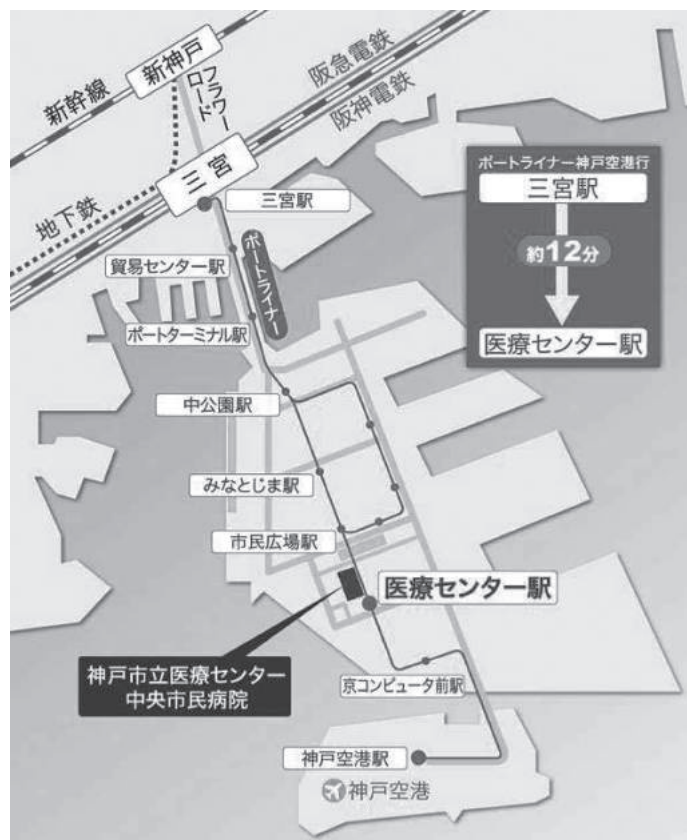 新神戸
新幹線
フラワー
ロード
阪急電鉄
阪神電鉄
三宮
地下鉄
三宮駅
ポートライナー神戸空港行
三宮駅
約12分
医療センター駅
貿易センター駅
ポートライナー
ポートターミナル駅
中公園駅
みなとじま駅
市民広場駅
医療センター駅
神戸市立医療センター
中央市民病院
京コンピュータ前駅
神戸空港駅
神戸空港